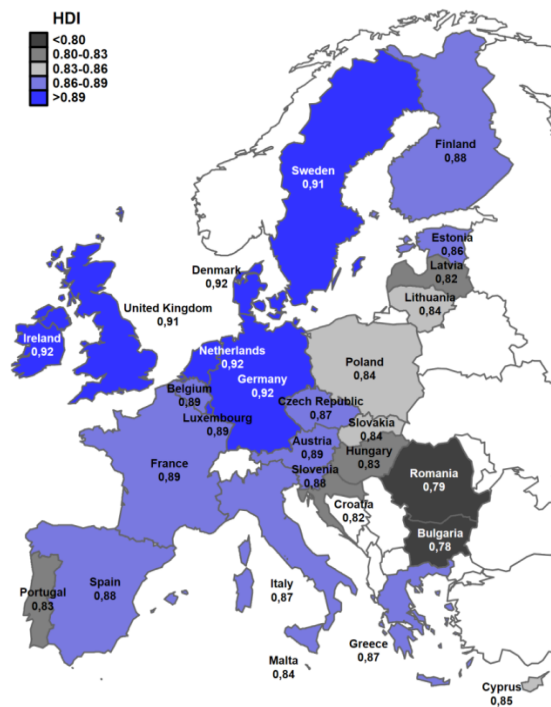 HDI
<0.80
0.80-0.83
0.83-0.86
0.86-0.89
>0.89
Finland
0,88
Sweden
0,91
Estonia
0,86
Latvia
0,82
Denmark
0,92
Lithuania
0,84
United Kingdom
0,91
Ireland
0,92
Netherlands
0,92
Poland
0,84
Germany
0,92
Belgium
0,89
Czech Republic
0,87
Luxembourg
0,89
Slovakia
0,84
Austria
0,89
Hungary
0,83
France
0,89
Slovenia
0,88
Romania
0,79
Croatia
0,82
Bulgaria
0,78
Portugal
0,83
Spain
0,88
Italy
0,87
Greece
0,87
Malta
0,84
Cyprus
0,85